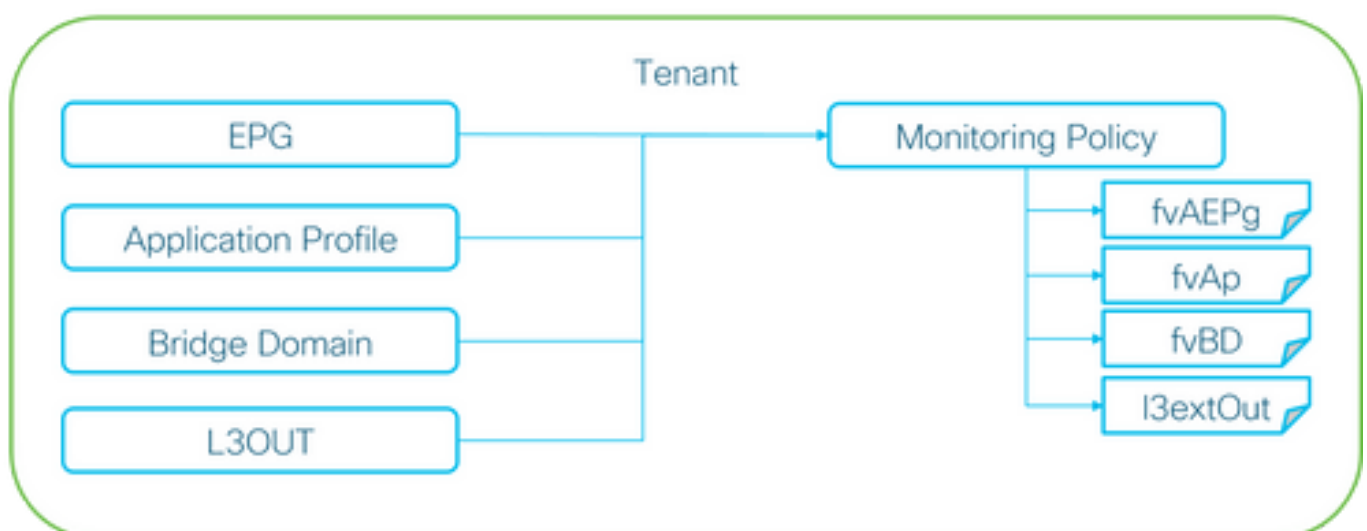 Tenant
EPG
Monitoring Policy
fvAEPg
Application Profile
fvAp
Bridge Domain
fvBD
L3OUT
l3extOut